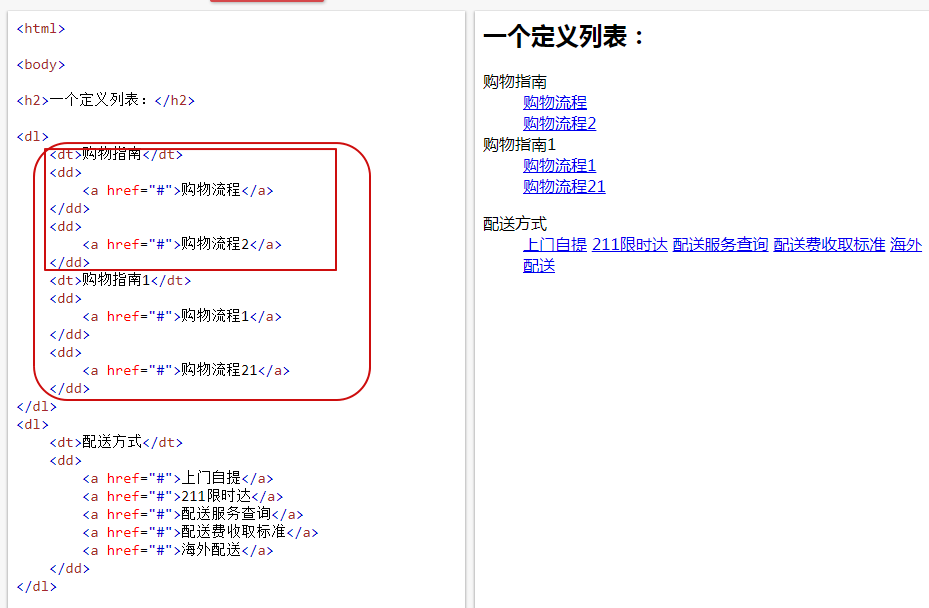 <html>
<body>
<h2>一个定义列表：</h2>
<dl>
<dt>购物指南</dt>
<dd>
<a href="#">购物流程</a>
</dd>
<dd>
<a href="#">购物流程2</a>
</dd>
<dt>购物指南1</dt>
<dd>
<a href="#">购物流程1</a>
</dd>
<dd>
<a href="#">购物流程21</a>
</dd>
</dl>
<dl>
<dt>配送方式</dt>
<dd>
<a href="#">上门自提</a>
<a href="#">211限时达</a>
<a href="#">配送服务查询</a>
<a href="#">配送费收取标准</a>
<a href="#">海外配送</a>
</dd>
</dl>
一个定义列表：
购物指南
购物流程
购物流程2
购物指南1
购物流程1
购物流程21
配送方式
上门自提 211限时达 配送服务查询 配送费收取标准 海外
配送